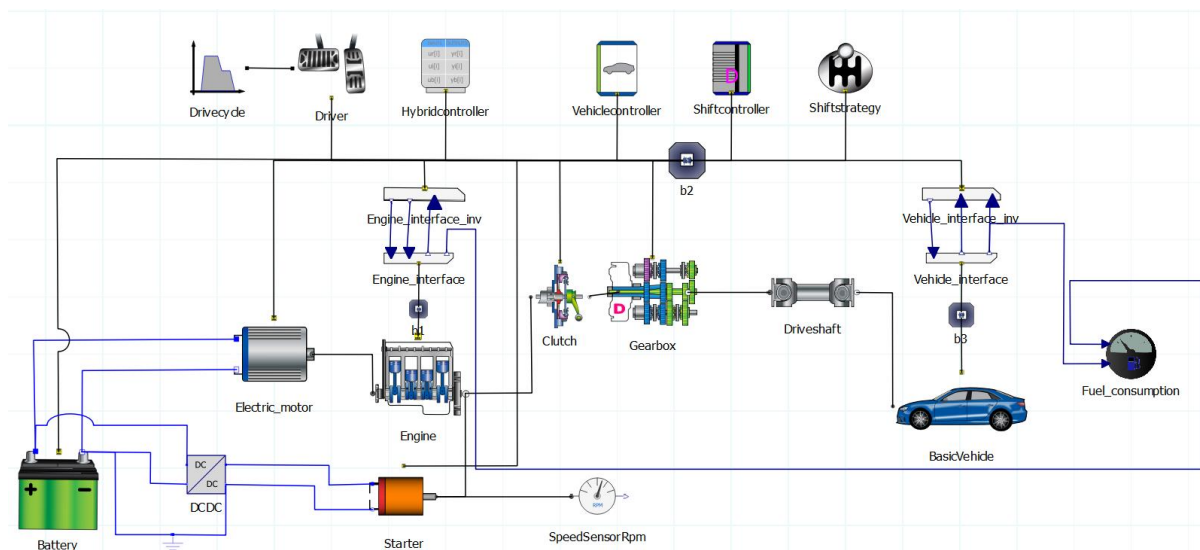 Drivecycle
Driver
Hybridcontroller
Vehiclecontroller
D
Shiftcontroller
Shiftstrategy
b2
Engine_interface_inv
Vehicle_interface_inv
Engine_interface
Vehicle_interface
b1
b3
Clutch
D
Gearbox
Driveshaft
Electric_motor
Engine
Fuel_consumption
BasicVehicle
DC
DC
DCDC
RPM
Battery
Starter
SpeedSensorRpm